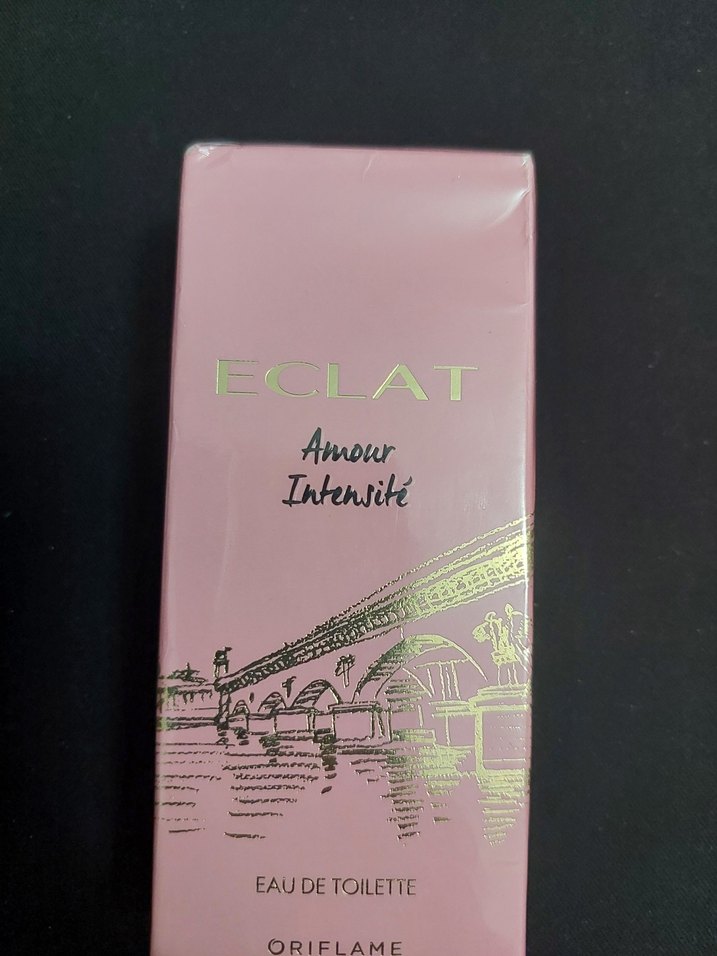 ECLAT
Amour
Intensité
EAU DE TOILETTE
ORIFLAME